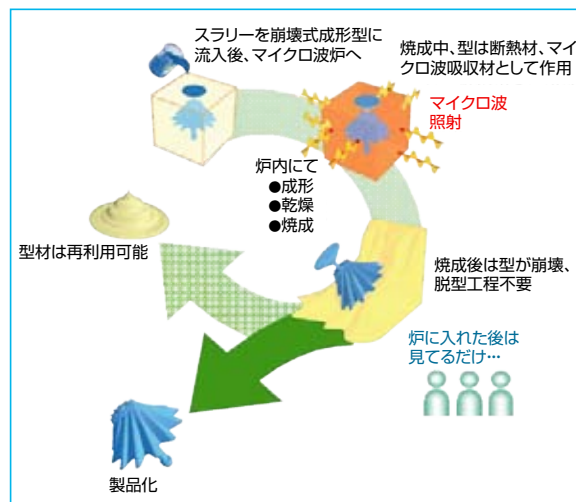 スラリーを崩壊式成形型に
流入後、マイクロ波炉へ
焼成中、型は断熱材、マイ
クロ波吸収材として作用
マイクロ波
照射
炉内にて
●成形
●乾燥
●焼成
型材は再利用可能
焼成後は型が崩壊、
脱型工程不要
炉に入れた後は
見てるだけ…
製品化